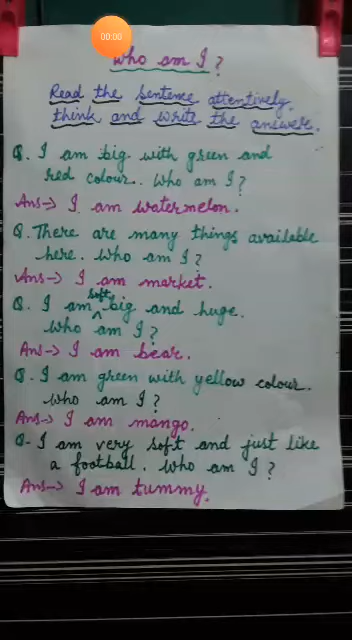 00:00
Who am I?
Read the sentence attentively,
think and write the answers.
Q. I am big with green and
red colour. Who am I?
Ans→ I am watermelon.
Q. There are many things available
here. Who am I?
Ans→ I am market.
Q. I am soft big and huge.
Who am I?
Ans→ I am bear.
Q. I am green with yellow colour.
Who am I?
Ans→ I am mango.
Q- I am very soft and just like
a football. Who am I?
Ans→ I am tummy.